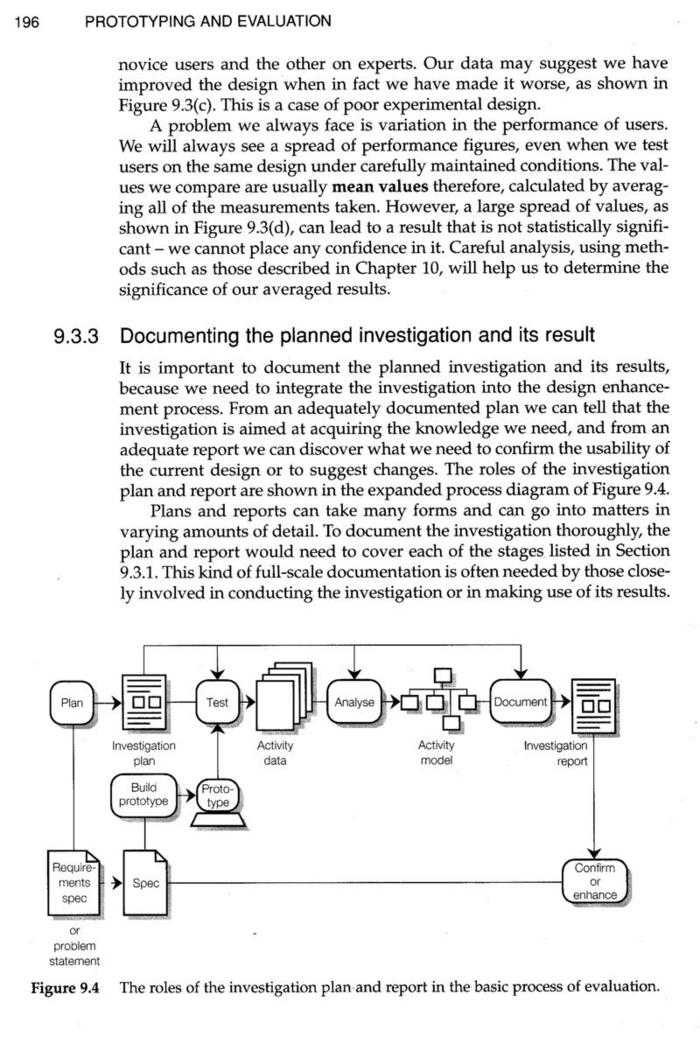 196 PROTOTYPING AND EVALUATION
novice users and the other on experts. Our data may suggest we have
improved the design when in fact we have made it worse, as shown in
Figure 9.3(c). This is a case of poor experimental design.
A problem we always face is variation in the performance of users.
We will always see a spread of performance figures, even when we test
users on the same design under carefully maintained conditions. The val-
ues we compare are usually mean values therefore, calculated by averag-
ing all of the measurements taken. However, a large spread of values, as
shown in Figure 9.3(d), can lead to a result that is not statistically signifi-
cant – we cannot place any confidence in it. Careful analysis, using meth-
ods such as those described in Chapter 10, will help us to determine the
significance of our averaged results.
9.3.3 Documenting the planned investigation and its result
It is important to document the planned investigation and its results,
because we need to integrate the investigation into the design enhance-
ment process. From an adequately documented plan we can tell that the
investigation is aimed at acquiring the knowledge we need, and from an
adequate report we can discover what we need to confirm the usability of
the current design or to suggest changes. The roles of the investigation
plan and report are shown in the expanded process diagram of Figure 9.4.
Plans and reports can take many forms and can go into matters in
varying amounts of detail. To document the investigation thoroughly, the
plan and report would need to cover each of the stages listed in Section
9.3.1. This kind of full-scale documentation is often needed by those close-
ly involved in conducting the investigation or in making use of its results.
Plan
Test
Analyse
Document
Investigation
plan
Activity
data
Activity
model
Investigation
report
Build
prototype
Proto-
type
Require-
ments
spec
Spec
Confirm
or
enhance
or
problem
statement
Figure 9.4 The roles of the investigation plan and report in the basic process of evaluation.